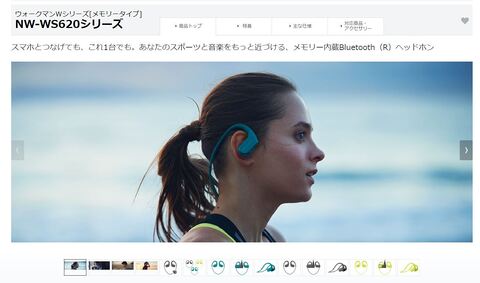 ウォークマンWシリーズ[メモリータイプ]
NW-WS620シリーズ
商品トップ
特長
主な仕様
対応商品・
アクセサリー
スマホとつなげても、これ1台でも。あなたのスポーツと音楽をもっと近づける、メモリー内蔵Bluetooth（R）ヘッドホン